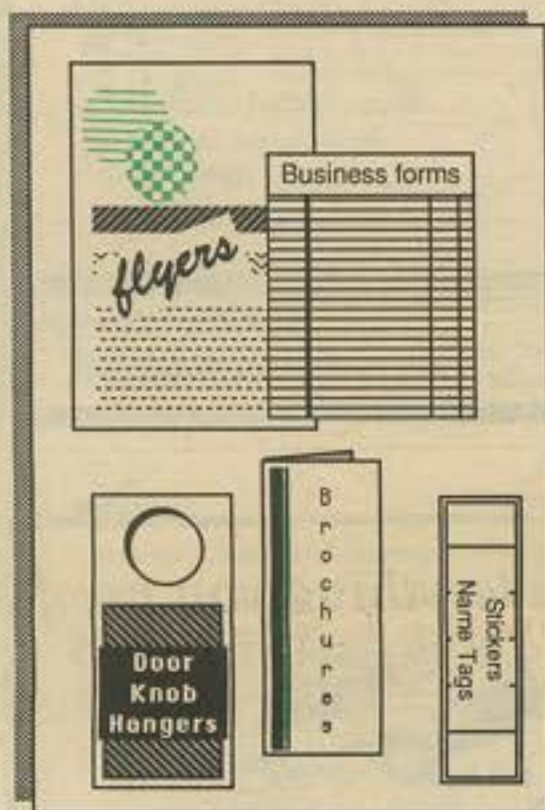 Business forms
flyers
Brochures
Door
Knob
Hangers
Stickers
Name Tags